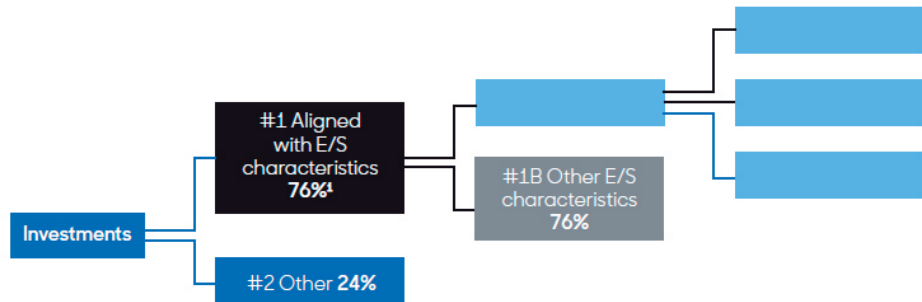 #1 Aligned
with E/S
characteristics
76%¹
#1B Other E/S
characteristics
76%
Investments
#2 Other 24%